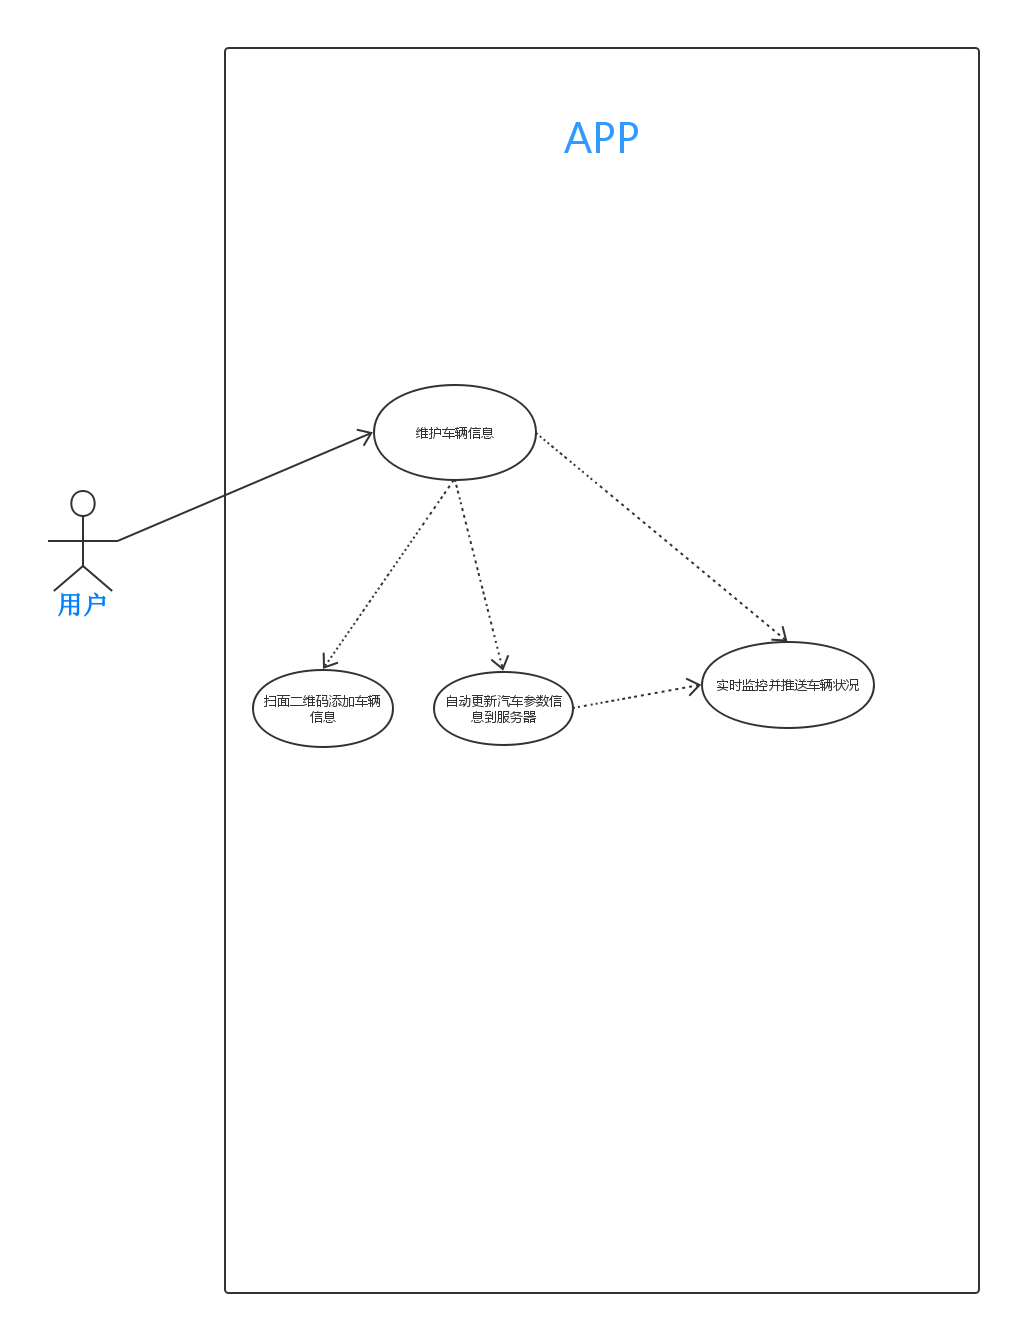 APP
维护车辆信息
用户
扫面二维码添加车辆
信息
自动更新汽车参数信
息到服务器
实时监控并推送车辆状况